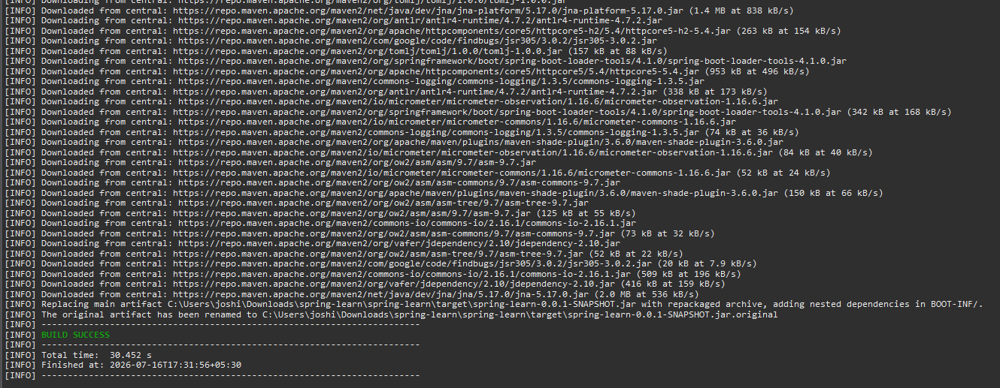 [INFO] Downloading from central: https://repo.maven.apache.org/maven2/org/tomlj/tomlj/1.0.0/tomlj-1.0.0.jar
[INFO] Downloaded from central: https://repo.maven.apache.org/maven2/net/java/dev/jna/jna-platform/5.17.0/jna-platform-5.17.0.jar (1.4 MB at 838 kB/s)
[INFO] Downloading from central: https://repo.maven.apache.org/maven2/org/antlr/antlr4-runtime/4.7.2/antlr4-runtime-4.7.2.jar
[INFO] Downloaded from central: https://repo.maven.apache.org/maven2/org/apache/httpcomponents/core5/httpcore5-h2/5.4/httpcore5-h2-5.4.jar (263 kB at 154 kB/s)
[INFO] Downloading from central: https://repo.maven.apache.org/maven2/com/google/code/findbugs/jsr305/3.0.2/jsr305-3.0.2.jar
[INFO] Downloaded from central: https://repo.maven.apache.org/maven2/org/tomlj/tomlj/1.0.0/tomlj-1.0.0.jar (157 kB at 88 kB/s)
[INFO] Downloading from central: https://repo.maven.apache.org/maven2/org/springframework/boot/spring-boot-loader-tools/4.1.0/spring-boot-loader-tools-4.1.0.jar
[INFO] Downloaded from central: https://repo.maven.apache.org/maven2/org/apache/httpcomponents/core5/httpcore5/5.4/httpcore5-5.4.jar (953 kB at 496 kB/s)
[INFO] Downloading from central: https://repo.maven.apache.org/maven2/commons-logging/commons-logging/1.3.5/commons-logging-1.3.5.jar
[INFO] Downloaded from central: https://repo.maven.apache.org/maven2/org/antlr/antlr4-runtime/4.7.2/antlr4-runtime-4.7.2.jar (338 kB at 173 kB/s)
[INFO] Downloading from central: https://repo.maven.apache.org/maven2/io/micrometer/micrometer-observation/1.16.6/micrometer-observation-1.16.6.jar
[INFO] Downloaded from central: https://repo.maven.apache.org/maven2/org/springframework/boot/spring-boot-loader-tools/4.1.0/spring-boot-loader-tools-4.1.0.jar (342 kB at 168 kB/s)
[INFO] Downloading from central: https://repo.maven.apache.org/maven2/io/micrometer/micrometer-commons/1.16.6/micrometer-commons-1.16.6.jar
[INFO] Downloaded from central: https://repo.maven.apache.org/maven2/commons-logging/commons-logging/1.3.5/commons-logging-1.3.5.jar (74 kB at 36 kB/s)
[INFO] Downloading from central: https://repo.maven.apache.org/maven2/org/apache/maven/plugins/maven-shade-plugin/3.6.0/maven-shade-plugin-3.6.0.jar
[INFO] Downloaded from central: https://repo.maven.apache.org/maven2/io/micrometer/micrometer-observation/1.16.6/micrometer-observation-1.16.6.jar (84 kB at 40 kB/s)
[INFO] Downloading from central: https://repo.maven.apache.org/maven2/org/ow2/asm/asm/9.7/asm-9.7.jar
[INFO] Downloaded from central: https://repo.maven.apache.org/maven2/io/micrometer/micrometer-commons/1.16.6/micrometer-commons-1.16.6.jar (52 kB at 24 kB/s)
[INFO] Downloading from central: https://repo.maven.apache.org/maven2/org/ow2/asm/asm-commons/9.7/asm-commons-9.7.jar
[INFO] Downloaded from central: https://repo.maven.apache.org/maven2/org/apache/maven/plugins/maven-shade-plugin/3.6.0/maven-shade-plugin-3.6.0.jar (150 kB at 66 kB/s)
[INFO] Downloading from central: https://repo.maven.apache.org/maven2/org/ow2/asm/asm-tree/9.7/asm-tree-9.7.jar
[INFO] Downloaded from central: https://repo.maven.apache.org/maven2/org/ow2/asm/asm/9.7/asm-9.7.jar (125 kB at 55 kB/s)
[INFO] Downloading from central: https://repo.maven.apache.org/maven2/commons-io/commons-io/2.16.1/commons-io-2.16.1.jar
[INFO] Downloaded from central: https://repo.maven.apache.org/maven2/org/ow2/asm/asm-commons/9.7/asm-commons-9.7.jar (73 kB at 32 kB/s)
[INFO] Downloading from central: https://repo.maven.apache.org/maven2/org/vafer/jdependency/2.10/jdependency-2.10.jar
[INFO] Downloaded from central: https://repo.maven.apache.org/maven2/org/ow2/asm/asm-tree/9.7/asm-tree-9.7.jar (52 kB at 22 kB/s)
[INFO] Downloaded from central: https://repo.maven.apache.org/maven2/com/google/code/findbugs/jsr305/3.0.2/jsr305-3.0.2.jar (20 kB at 7.9 kB/s)
[INFO] Downloaded from central: https://repo.maven.apache.org/maven2/commons-io/commons-io/2.16.1/commons-io-2.16.1.jar (509 kB at 196 kB/s)
[INFO] Downloaded from central: https://repo.maven.apache.org/maven2/org/vafer/jdependency/2.10/jdependency-2.10.jar (416 kB at 159 kB/s)
[INFO] Downloaded from central: https://repo.maven.apache.org/maven2/net/java/dev/jna/jna/5.17.0/jna-5.17.0.jar (2.0 MB at 536 kB/s)
[INFO] Replacing main artifact C:\Users\joshi\Downloads\spring-learn\spring-learn\target\spring-learn-0.0.1-SNAPSHOT.jar with repackaged archive, adding nested dependencies in BOOT-INF/.
[INFO] The original artifact has been renamed to C:\Users\joshi\Downloads\spring-learn\spring-learn\target\spring-learn-0.0.1-SNAPSHOT.jar.original
[INFO] ------------------------------------------------------------------------
[INFO] BUILD SUCCESS
[INFO] ------------------------------------------------------------------------
[INFO] Total time:  30.452 s
[INFO] Finished at: 2026-07-16T17:31:56+05:30
[INFO] ------------------------------------------------------------------------